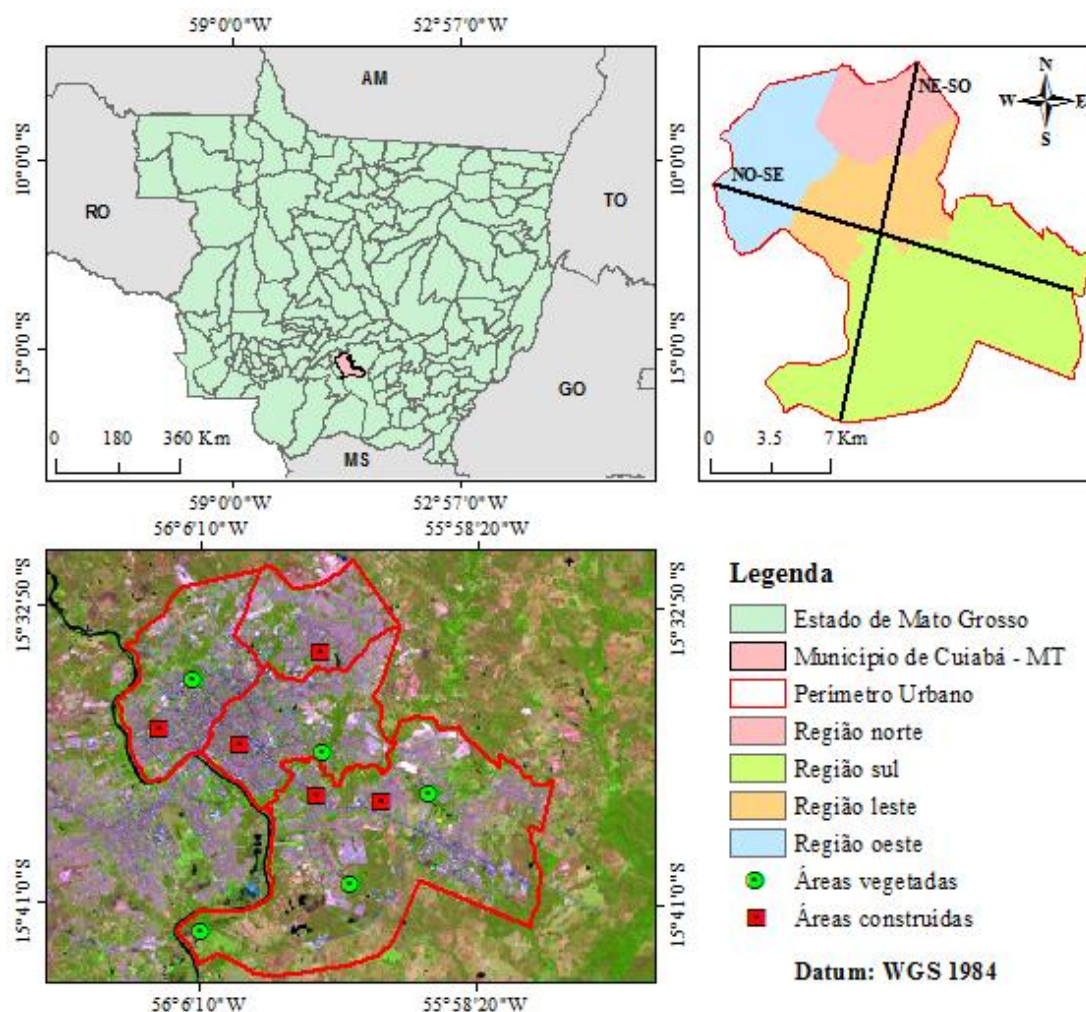 59°0'0"W 52°57'0"W
AM
RO
TO
GO
MS
10°0'0"S
15°0'0"S
10°0'0"S
15°0'0"S
0 180 360 Km
59°0'0"W 52°57'0"W
NE-SO
NO-SE
N
W E
S
0 3.5 7 Km
56°6'10"W 55°58'20"W
15°32'50"S
15°41'0"S
15°32'50"S
15°41'0"S
56°6'10"W 55°58'20"W
Legenda
Estado de Mato Grosso
Município de Cuiabá - MT
Perímetro Urbano
Região norte
Região sul
Região leste
Região oeste
Áreas vegetadas
Áreas construídas
Datum: WGS 1984